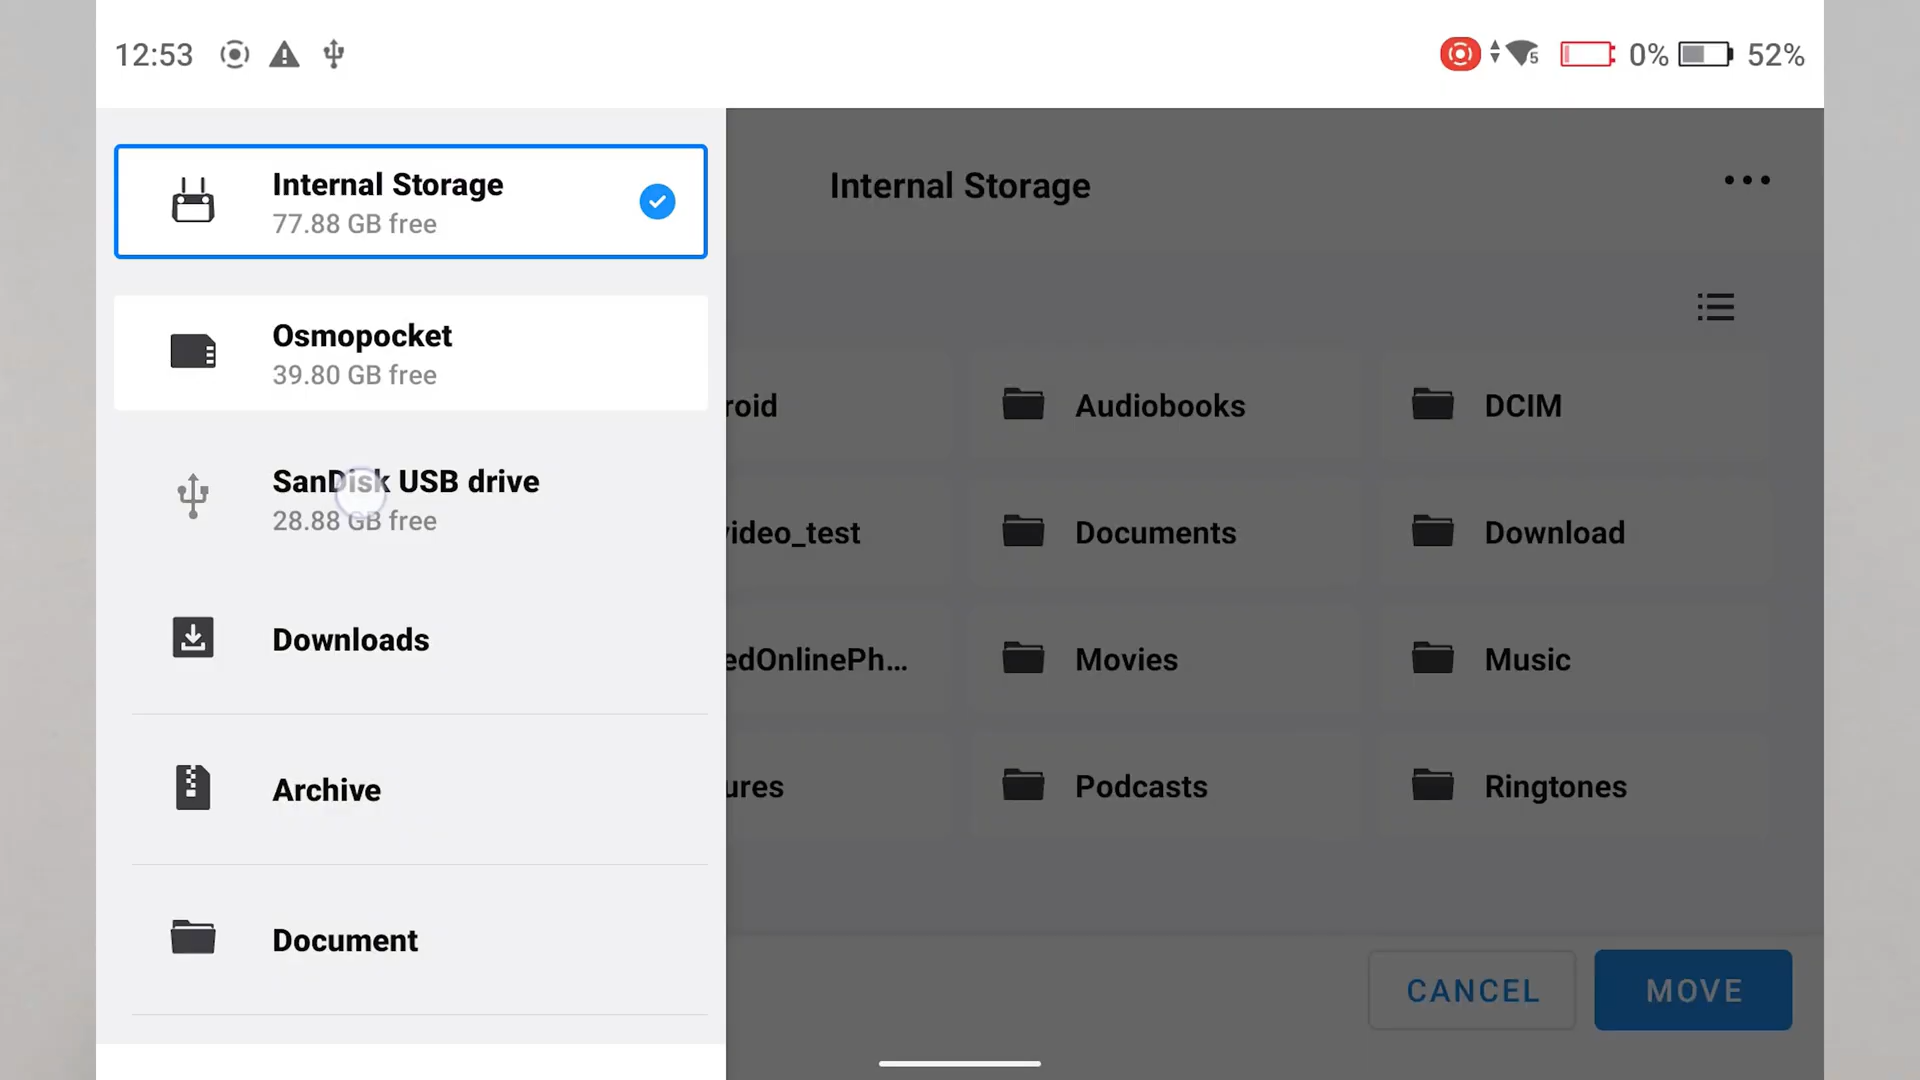 12:53
5 0% 52%
Internal Storage
77.88 GB free
Osmopocket
39.80 GB free
SanDisk USB drive
28.88 GB free
Downloads
Archive
Document
Internal Storage
roid
Audiobooks
DCIM
video_test
Documents
Download
edOnlinePh...
Movies
Music
ures
Podcasts
Ringtones
CANCEL
MOVE